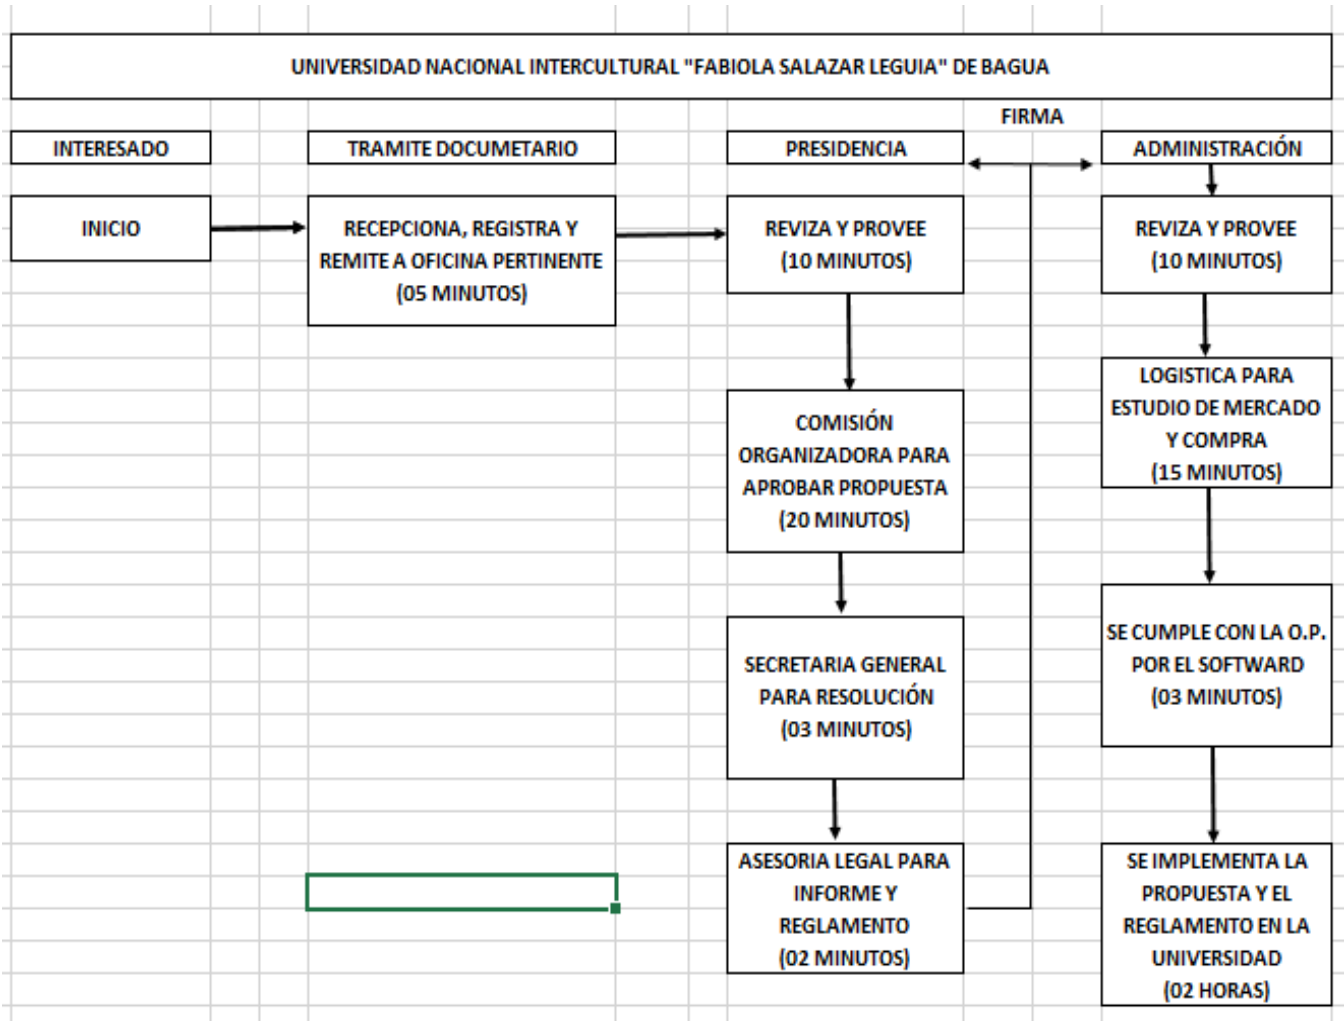 UNIVERSIDAD NACIONAL INTERCULTURAL "FABIOLA SALAZAR LEGUIA" DE BAGUA
FIRMA
INTERESADO
TRAMITE DOCUMETARIO
PRESIDENCIA
ADMINISTRACIÓN
INICIO
RECEPCIONA, REGISTRA Y
REMITE A OFICINA PERTINENTE
(05 MINUTOS)
REVIZA Y PROVEE
(10 MINUTOS)
COMISIÓN
ORGANIZADORA PARA
APROBAR PROPUESTA
(20 MINUTOS)
SECRETARIA GENERAL
PARA RESOLUCIÓN
(03 MINUTOS)
ASESORIA LEGAL PARA
INFORME Y
REGLAMENTO
(02 MINUTOS)
REVIZA Y PROVEE
(10 MINUTOS)
LOGISTICA PARA
ESTUDIO DE MERCADO
Y COMPRA
(15 MINUTOS)
SE CUMPLE CON LA O.P.
POR EL SOFTWARD
(03 MINUTOS)
SE IMPLEMENTA LA
PROPUESTA Y EL
REGLAMENTO EN LA
UNIVERSIDAD
(02 HORAS)